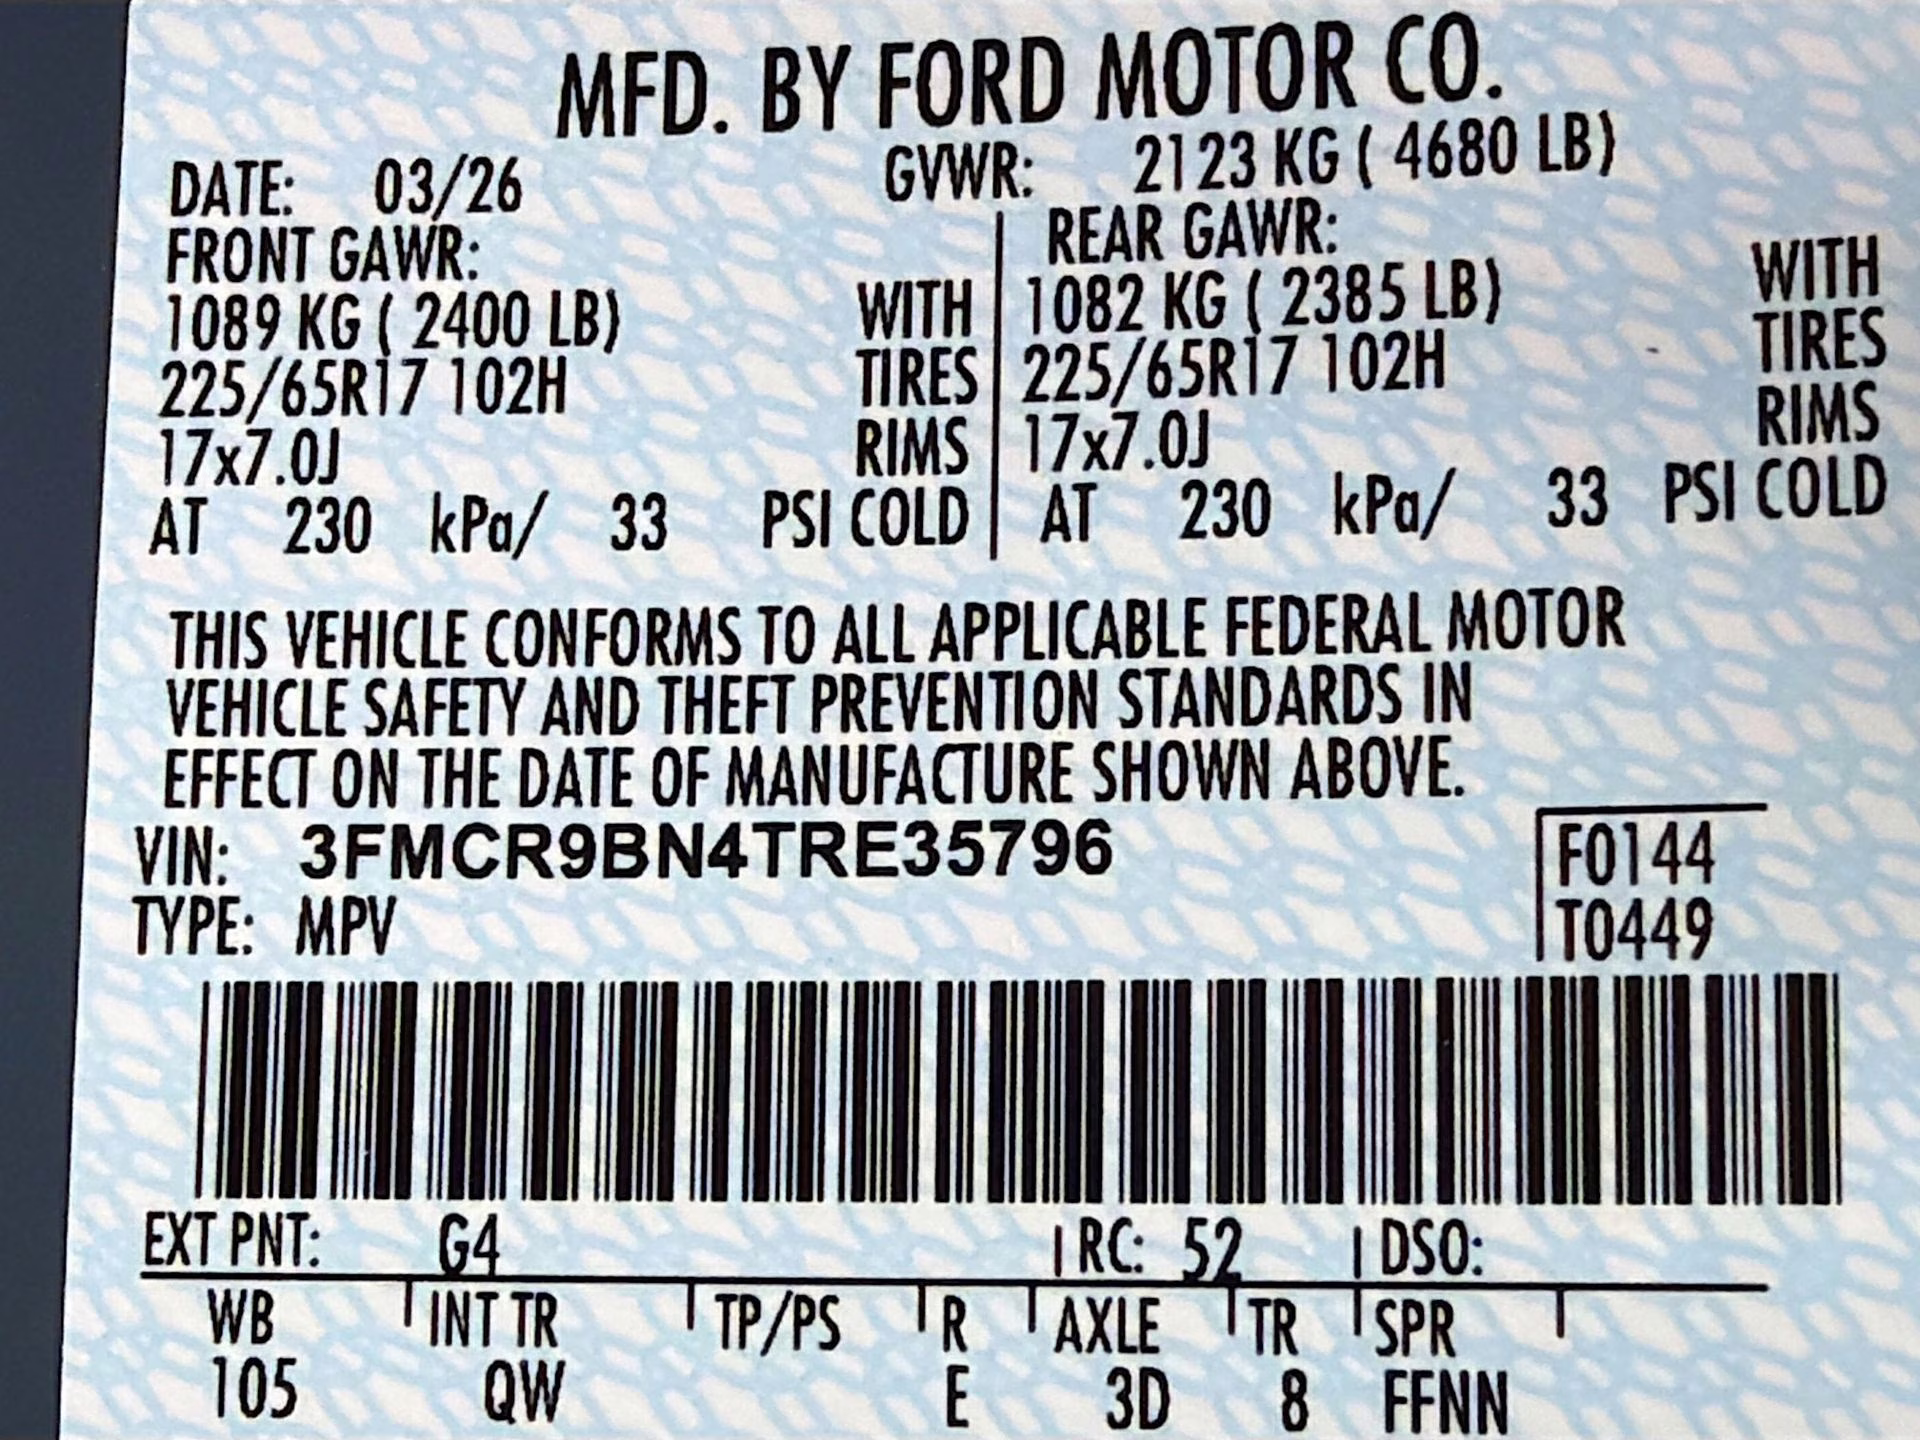 MFD. BY FORD MOTOR CO.
DATE: 03/26 GVWR: 2123 KG ( 4680 LB)
FRONT GAWR: REAR GAWR:
1089 KG ( 2400 LB) WITH 1082 KG ( 2385 LB) WITH
225/65R17 102H TIRES 225/65R17 102H TIRES
17x7.0J RIMS 17x7.0J RIMS
AT 230 kPa/ 33 PSI COLD AT 230 kPa/ 33 PSI COLD
THIS VEHICLE CONFORMS TO ALL APPLICABLE FEDERAL MOTOR
VEHICLE SAFETY AND THEFT PREVENTION STANDARDS IN
EFFECT ON THE DATE OF MANUFACTURE SHOWN ABOVE.
VIN: 3FMCR9BN4TRE35796 F0144
TYPE: MPV T0449
EXT PNT: G4 RC: 52 DSO:
WB INT TR TP/PS R AXLE TR SPR
105 QW E 3D 8 FFNN